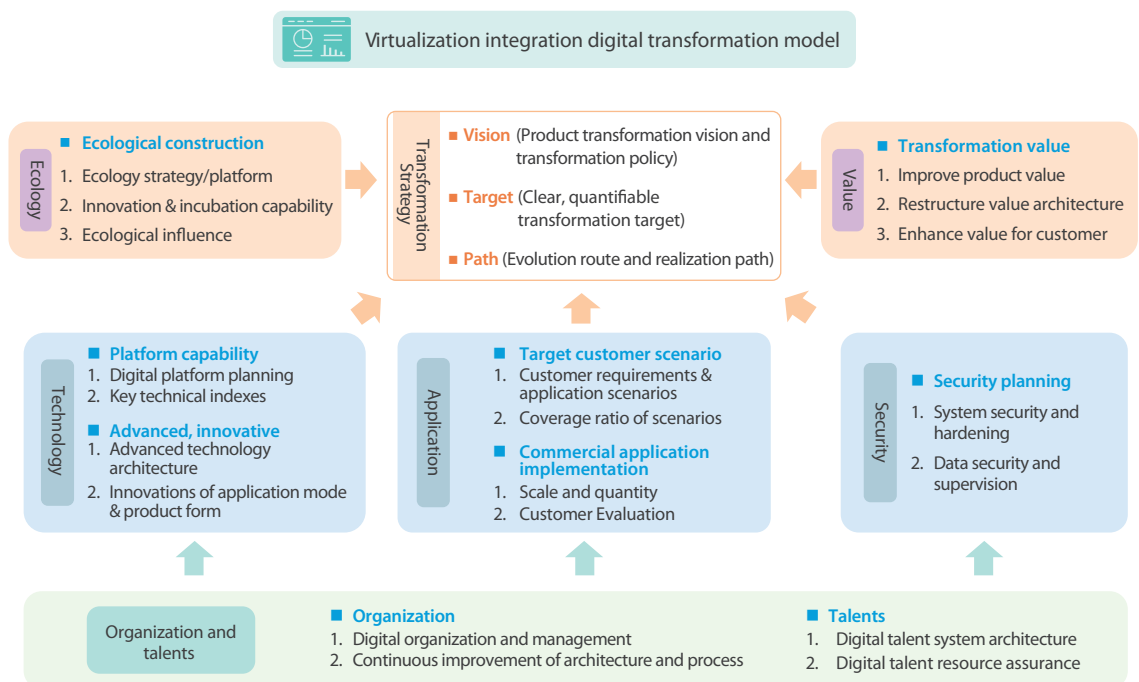 Virtualization integration digital transformation model
Ecology
■ Ecological construction
1. Ecology strategy/platform
2. Innovation & incubation capability
3. Ecological influence
Transformation
Strategy
■ Vision (Product transformation vision and
transformation policy)
■ Target (Clear, quantifiable
transformation target)
■ Path (Evolution route and realization path)
Value
■ Transformation value
1. Improve product value
2. Restructure value architecture
3. Enhance value for customer
Technology
■ Platform capability
1. Digital platform planning
2. Key technical indexes
■ Advanced, innovative
1. Advanced technology
architecture
2. Innovations of application mode
& product form
Application
■ Target customer scenario
1. Customer requirements &
application scenarios
2. Coverage ratio of scenarios
■ Commercial application
implementation
1. Scale and quantity
2. Customer Evaluation
Security
■ Security planning
1. System security and
hardening
2. Data security and
supervision
Organization and
talents
■ Organization
1. Digital organization and management
2. Continuous improvement of architecture and process
■ Talents
1. Digital talent system architecture
2. Digital talent resource assurance